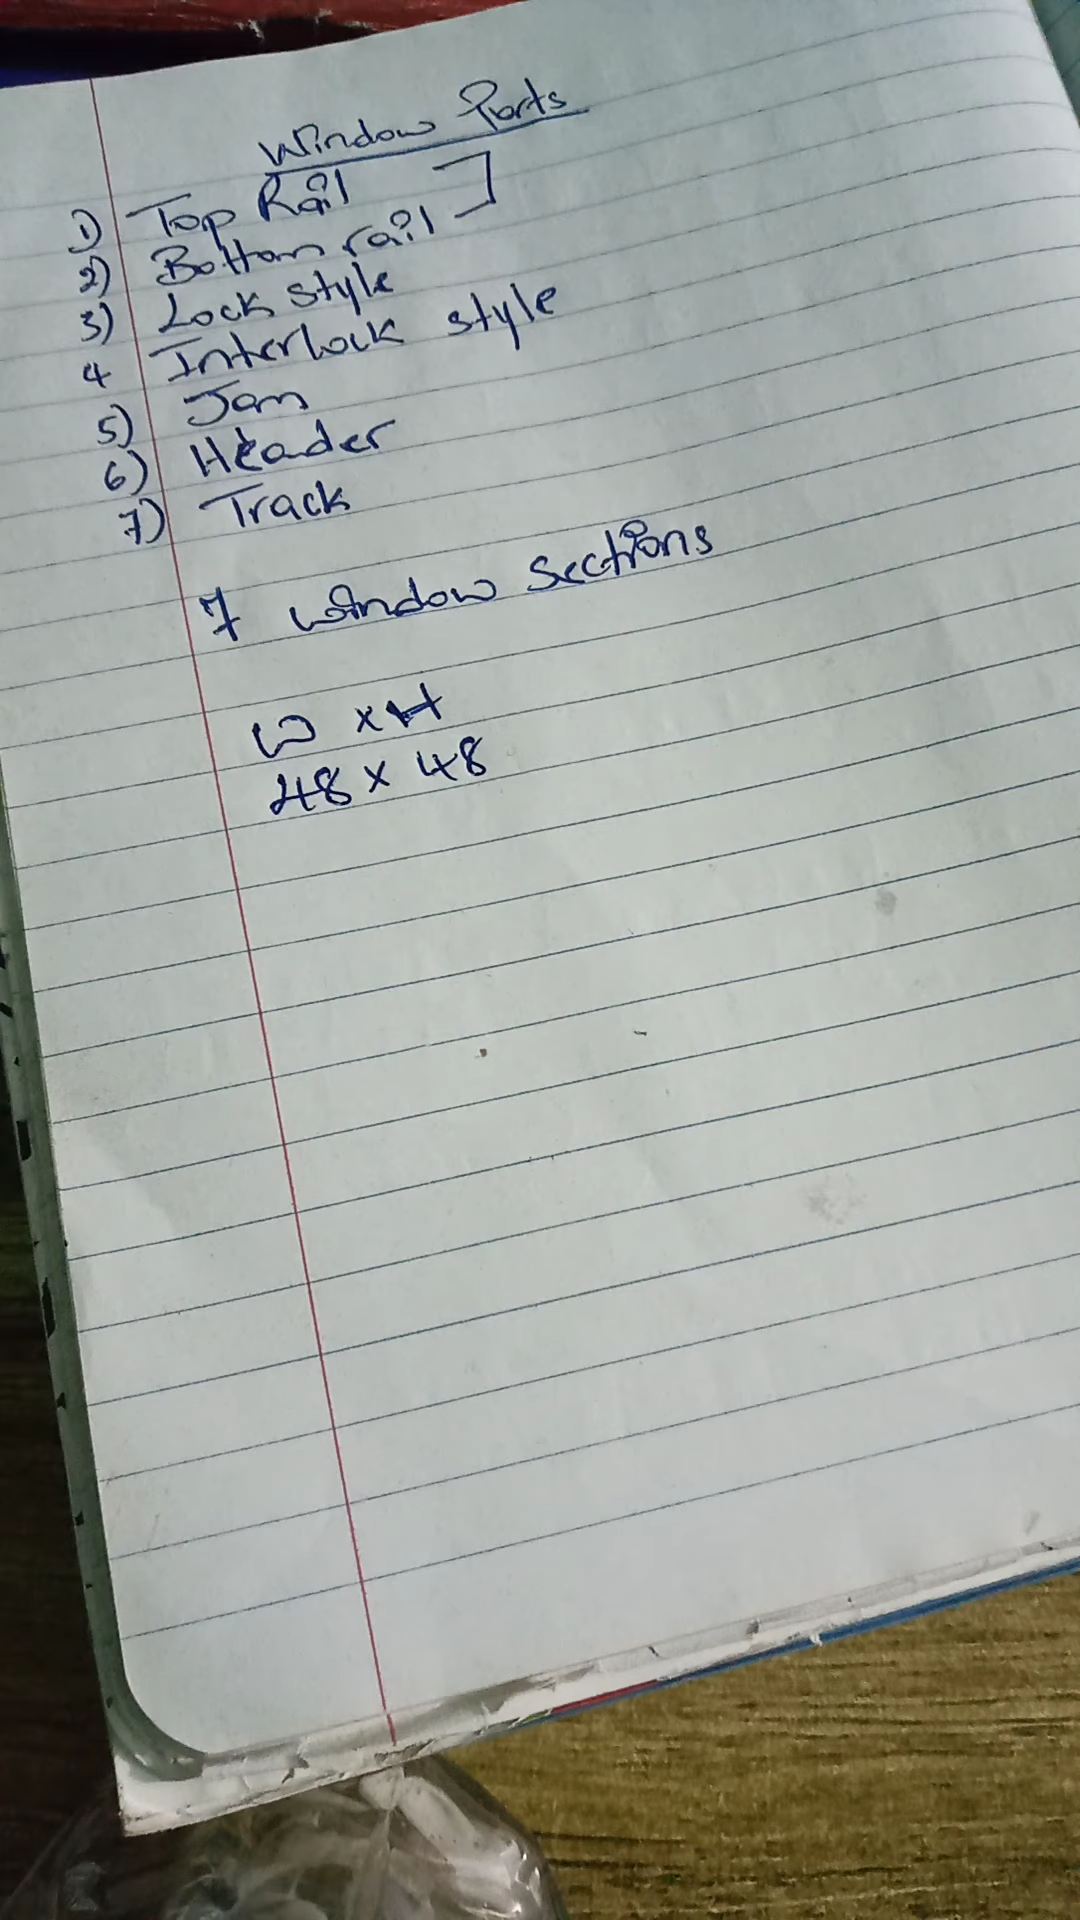 Window Parts
1) Top Rail
2) Bottom rail
3) Lock style
4 Interlock style
5) Jam
6) Header
7) Track
7 window sections
W x H
48 x 48